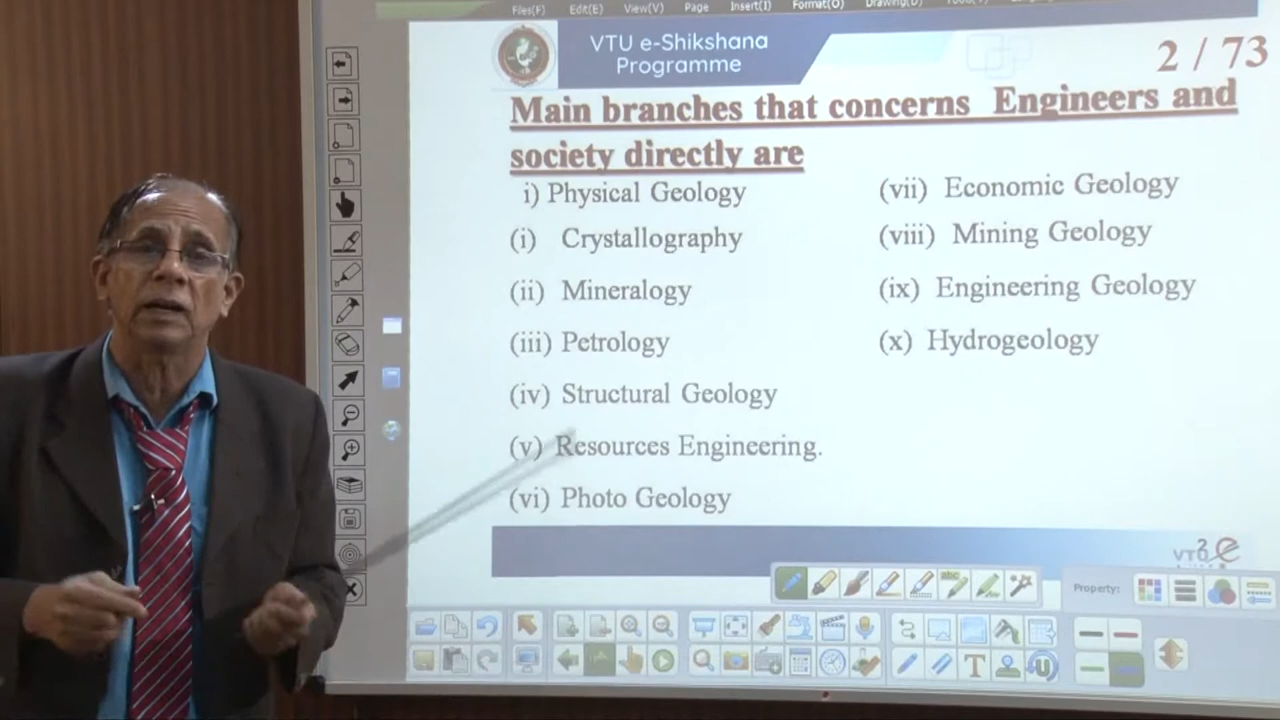 Files(F) Edit(E) View(V) Page Insert(I) Format(O) Drawing(D)
VTU e-Shikshana
Programme
2 / 73
Main branches that concerns Engineers and
society directly are
i) Physical Geology
(i) Crystallography
(ii) Mineralogy
(iii) Petrology
(iv) Structural Geology
(v) Resources Engineering.
(vi) Photo Geology
(vii) Economic Geology
(viii) Mining Geology
(ix) Engineering Geology
(x) Hydrogeology
VTU
Property: